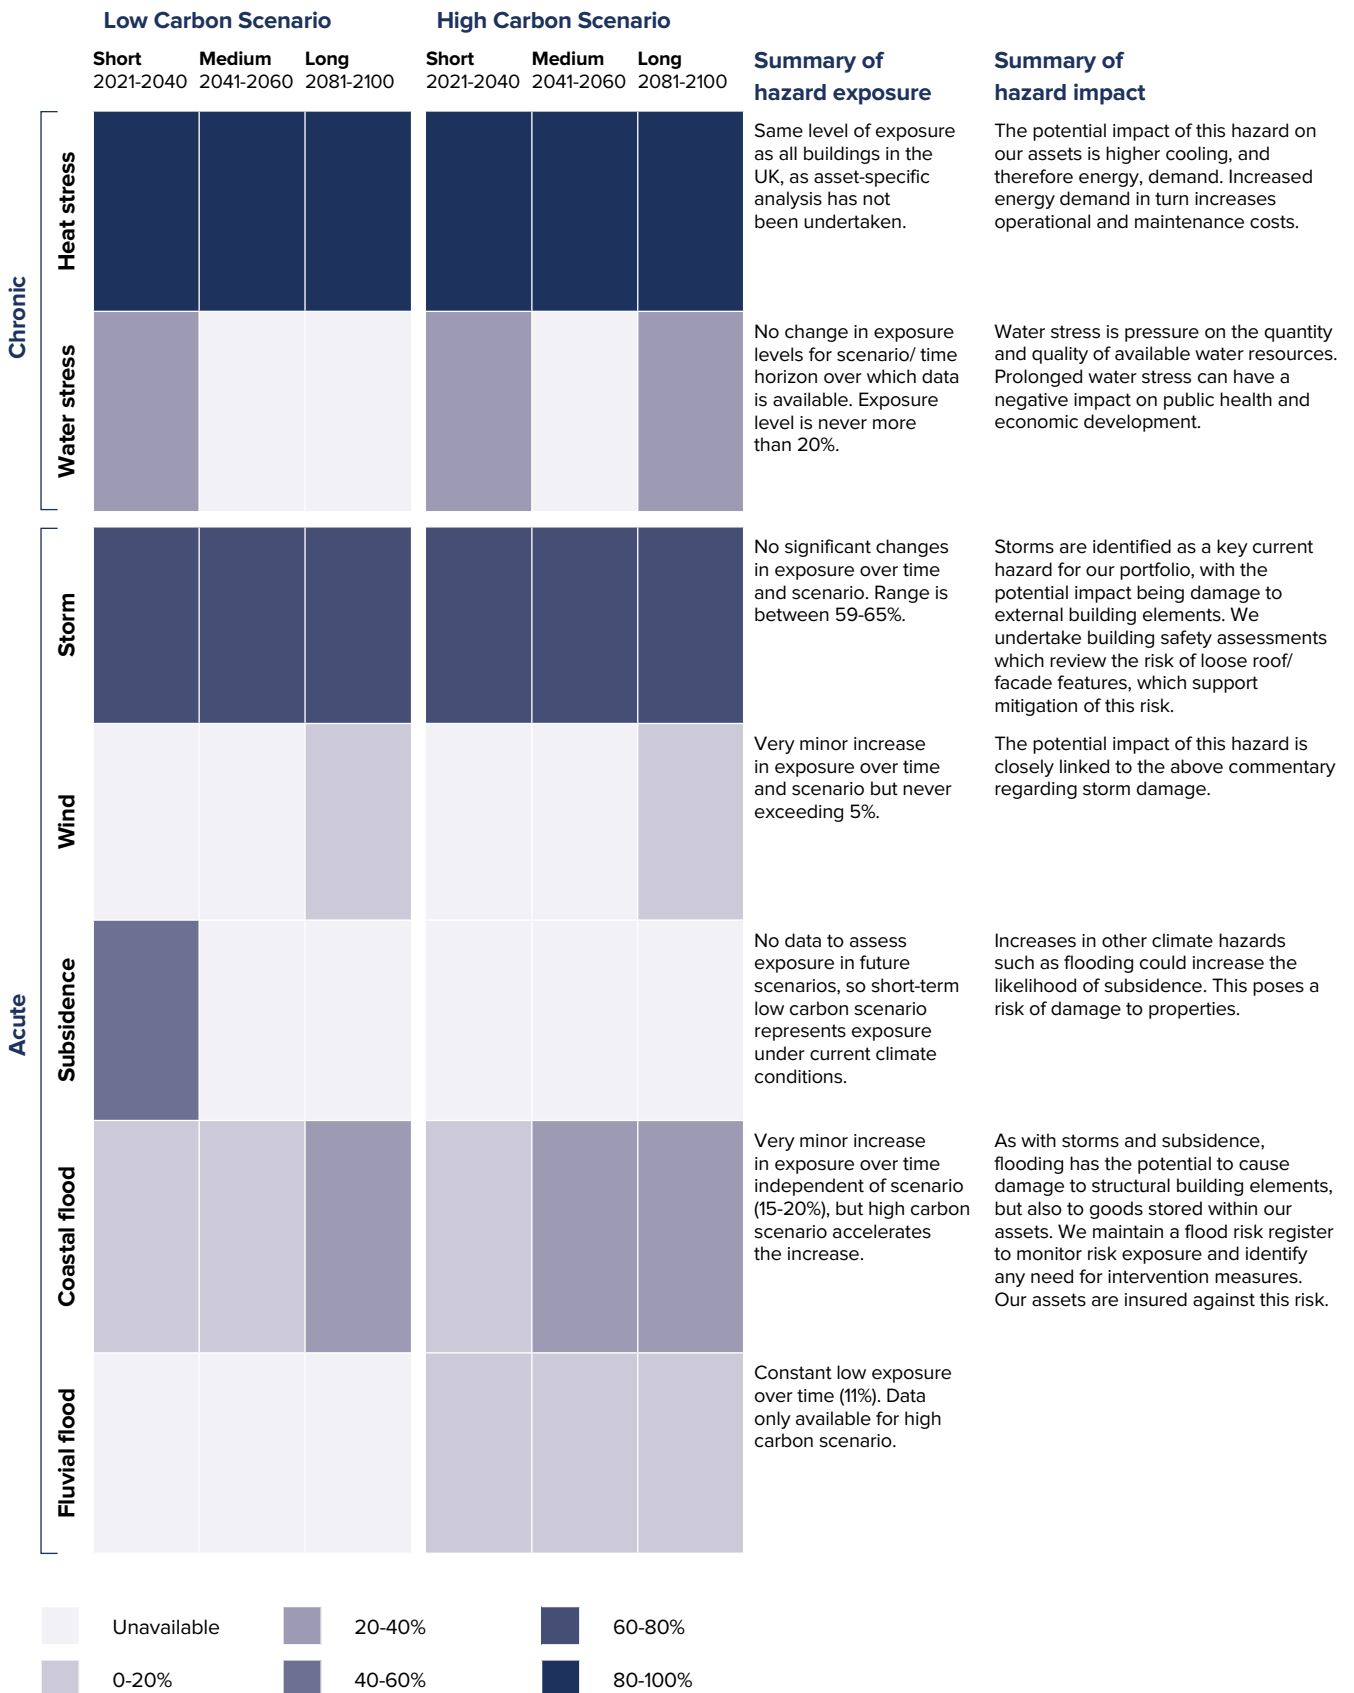 Low Carbon Scenario
High Carbon Scenario
Short
2021-2040
Medium
2041-2060
Long
2081-2100
Short
2021-2040
Medium
2041-2060
Long
2081-2100
Summary of
hazard exposure
Summary of
hazard impact
Chronic
Heat stress
Same level of exposure
as all buildings in the
UK, as asset-specific
analysis has not
been undertaken.
The potential impact of this hazard on
our assets is higher cooling, and
therefore energy, demand. Increased
energy demand in turn increases
operational and maintenance costs.
Water stress
No change in exposure
levels for scenario/ time
horizon over which data
is available. Exposure
level is never more
than 20%.
Water stress is pressure on the quantity
and quality of available water resources.
Prolonged water stress can have a
negative impact on public health and
economic development.
Acute
Storm
No significant changes
in exposure over time
and scenario. Range is
between 59-65%.
Storms are identified as a key current
hazard for our portfolio, with the
potential impact being damage to
external building elements. We
undertake building safety assessments
which review the risk of loose roof/
facade features, which support
mitigation of this risk.
Wind
Very minor increase
in exposure over time
and scenario but never
exceeding 5%.
The potential impact of this hazard is
closely linked to the above commentary
regarding storm damage.
Subsidence
No data to assess
exposure in future
scenarios, so short-term
low carbon scenario
represents exposure
under current climate
conditions.
Increases in other climate hazards
such as flooding could increase the
likelihood of subsidence. This poses a
risk of damage to properties.
Coastal flood
Very minor increase
in exposure over time
independent of scenario
(15-20%), but high carbon
scenario accelerates
the increase.
As with storms and subsidence,
flooding has the potential to cause
damage to structural building elements,
but also to goods stored within our
assets. We maintain a flood risk register
to monitor risk exposure and identify
any need for intervention measures.
Our assets are insured against this risk.
Fluvial flood
Constant low exposure
over time (11%). Data
only available for high
carbon scenario.
Unavailable
20-40%
60-80%
0-20%
40-60%
80-100%